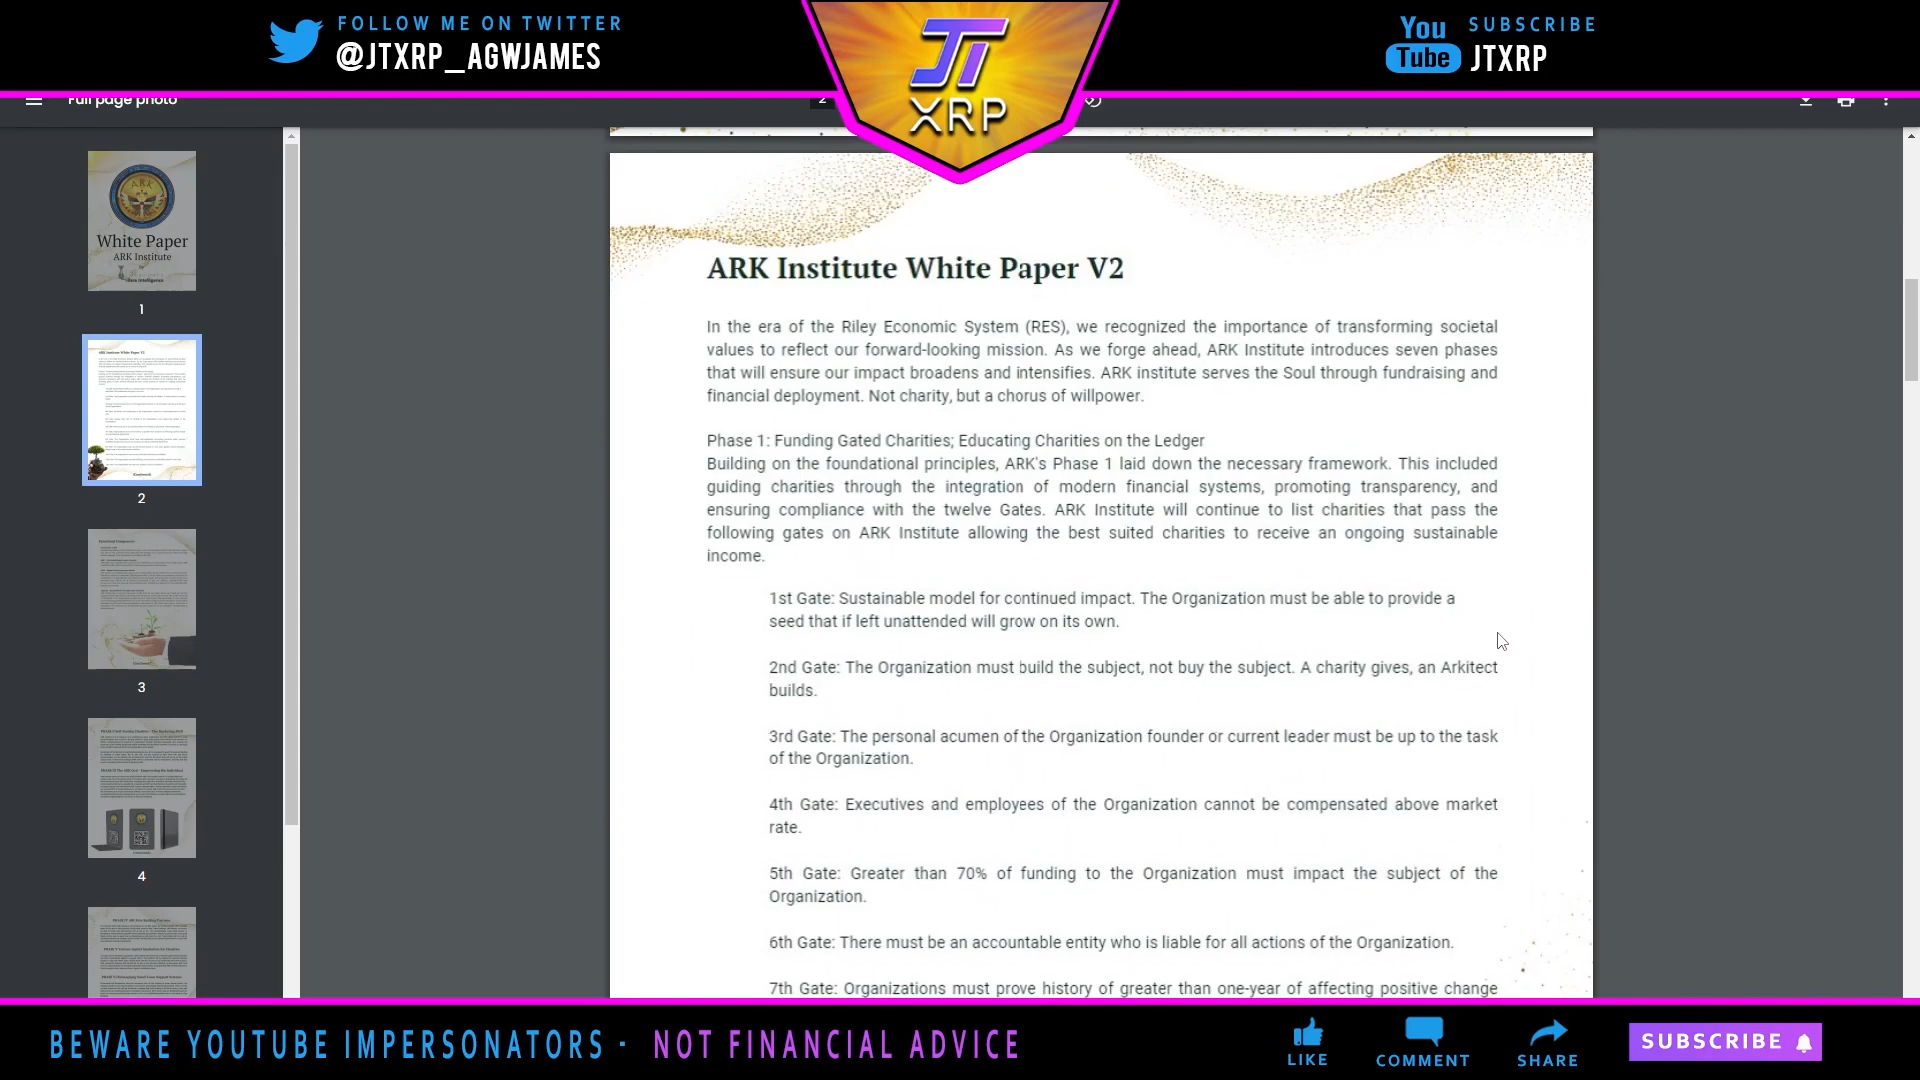 FOLLOW ME ON TWITTER
@JTXRP_AGWJAMES
JT
XRP
You
Tube
SUBSCRIBE
JTXRP
Full page photo
2
ARK
White Paper
ARK Institute
1
2
3
4
ARK Institute White Paper V2
In the era of the Riley Economic System (RES), we recognized the importance of transforming societal
values to reflect our forward-looking mission. As we forge ahead, ARK Institute introduces seven phases
that will ensure our impact broadens and intensifies. ARK institute serves the Soul through fundraising and
financial deployment. Not charity, but a chorus of willpower.
Phase 1: Funding Gated Charities; Educating Charities on the Ledger
Building on the foundational principles, ARK's Phase 1 laid down the necessary framework. This included
guiding charities through the integration of modern financial systems, promoting transparency, and
ensuring compliance with the twelve Gates. ARK Institute will continue to list charities that pass the
following gates on ARK Institute allowing the best suited charities to receive an ongoing sustainable
income.
1st Gate: Sustainable model for continued impact. The Organization must be able to provide a
seed that if left unattended will grow on its own.
2nd Gate: The Organization must build the subject, not buy the subject. A charity gives, an Arkitect
builds.
3rd Gate: The personal acumen of the Organization founder or current leader must be up to the task
of the Organization.
4th Gate: Executives and employees of the Organization cannot be compensated above market
rate.
5th Gate: Greater than 70% of funding to the Organization must impact the subject of the
Organization.
6th Gate: There must be an accountable entity who is liable for all actions of the Organization.
7th Gate: Organizations must prove history of greater than one-year of affecting positive change
BEWARE YOUTUBE IMPERSONATORS - NOT FINANCIAL ADVICE
LIKE
COMMENT
SHARE
SUBSCRIBE